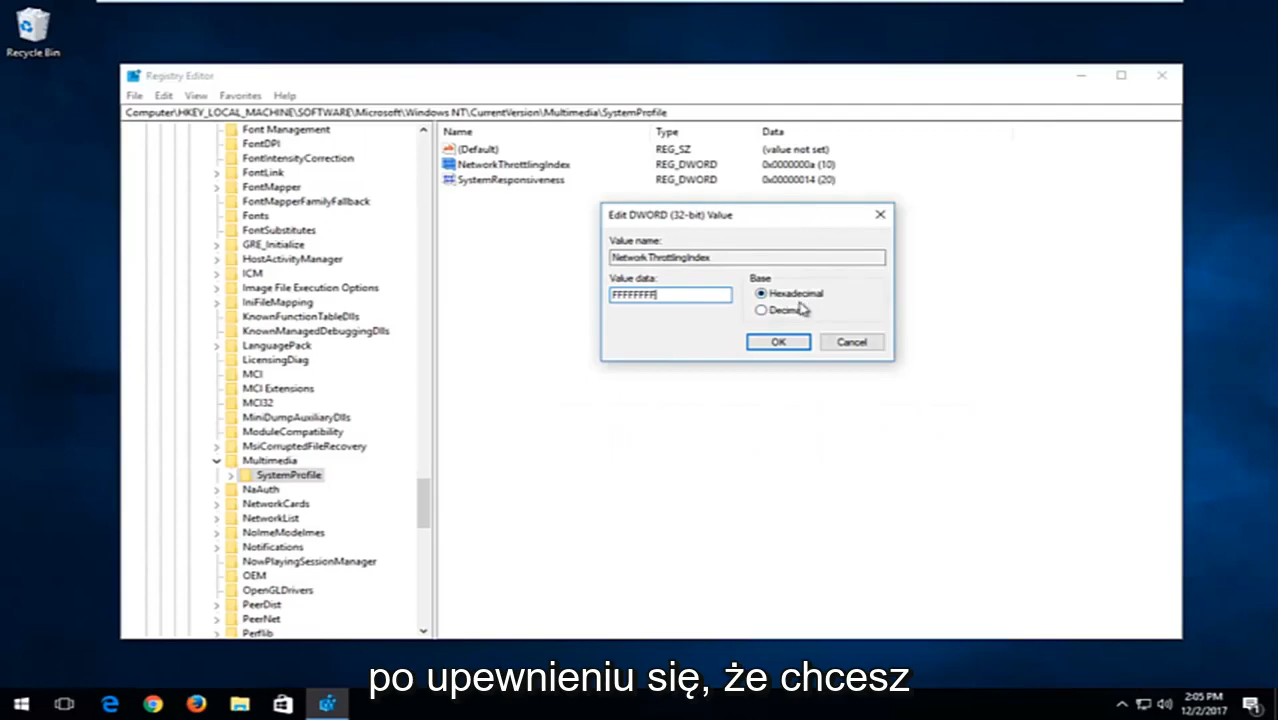 Recycle Bin
Registry Editor
File Edit View Favorites Help
Computer\HKEY_LOCAL_MACHINE\SOFTWARE\Microsoft\Windows NT\CurrentVersion\Multimedia\SystemProfile
Font Management
FontDPI
FontIntensityCorrection
FontLink
FontMapper
FontMapperFamilyFallback
Fonts
FontSubstitutes
GRE_Initialize
HostActivityManager
ICM
Image File Execution Options
IniFileMapping
KnownFunctionTableDlls
KnownManagedDebuggingDlls
LanguagePack
LicensingDiag
MCI
MCI Extensions
MCI32
MiniDumpAuxiliaryDlls
ModuleCompatibility
MsiCorruptedFileRecovery
Multimedia
SystemProfile
NaAuth
NetworkCards
NetworkList
NoImeModeImes
Notifications
NowPlayingSessionManager
OEM
OpenGLDrivers
PeerDist
PeerNet
Perflib
Name Type Data
(Default) REG_SZ (value not set)
NetworkThrottlingIndex REG_DWORD 0x0000000a (10)
SystemResponsiveness REG_DWORD 0x00000014 (20)
Edit DWORD (32-bit) Value
Value name:
NetworkThrottlingIndex
Value data:
FFFFFFFF
Base
Hexadecimal
Decimal
OK Cancel
po upewnieniu się, że chcesz
2:05 PM
12/2/2017